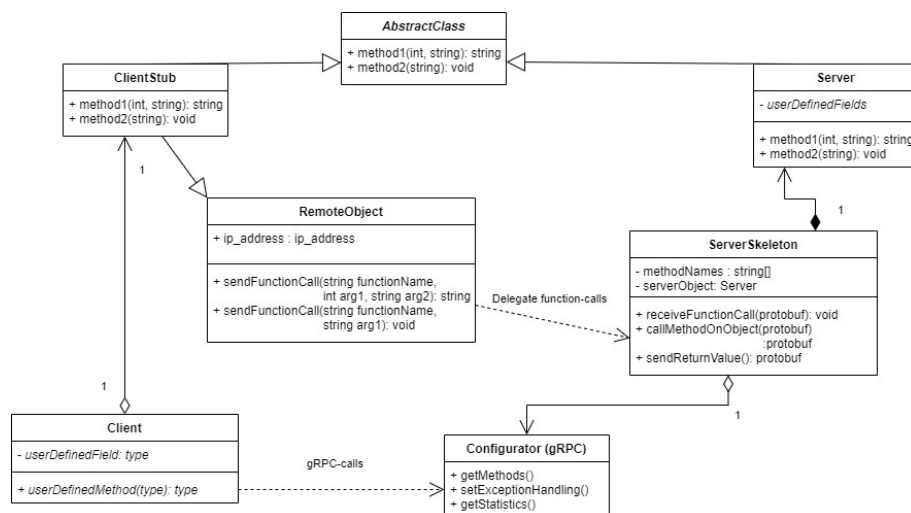 AbstractClass
+ method1(int, string): string
+ method2(string): void
ClientStub
+ method1(int, string): string
+ method2(string): void
Server
- userDefinedFields
+ method1(int, string): string
+ method2(string): void
1
1
RemoteObject
+ ip_address : ip_address
+ sendFunctionCall(string functionName,
int arg1, string arg2): string
+ sendFunctionCall(string functionName,
string arg1): void
Delegate function-calls
ServerSkeleton
- methodNames : string[]
- serverObject: Server
+ receiveFunctionCall(protobuf): void
+ callMethodOnObject(protobuf)
:protobuf
+ sendReturnValue(): protobuf
1
1
Client
- userDefinedField: type
+ userDefinedMethod(type): type
gRPC-calls
Configurator (gRPC)
+ getMethods()
+ setExceptionHandling()
+ getStatistics()